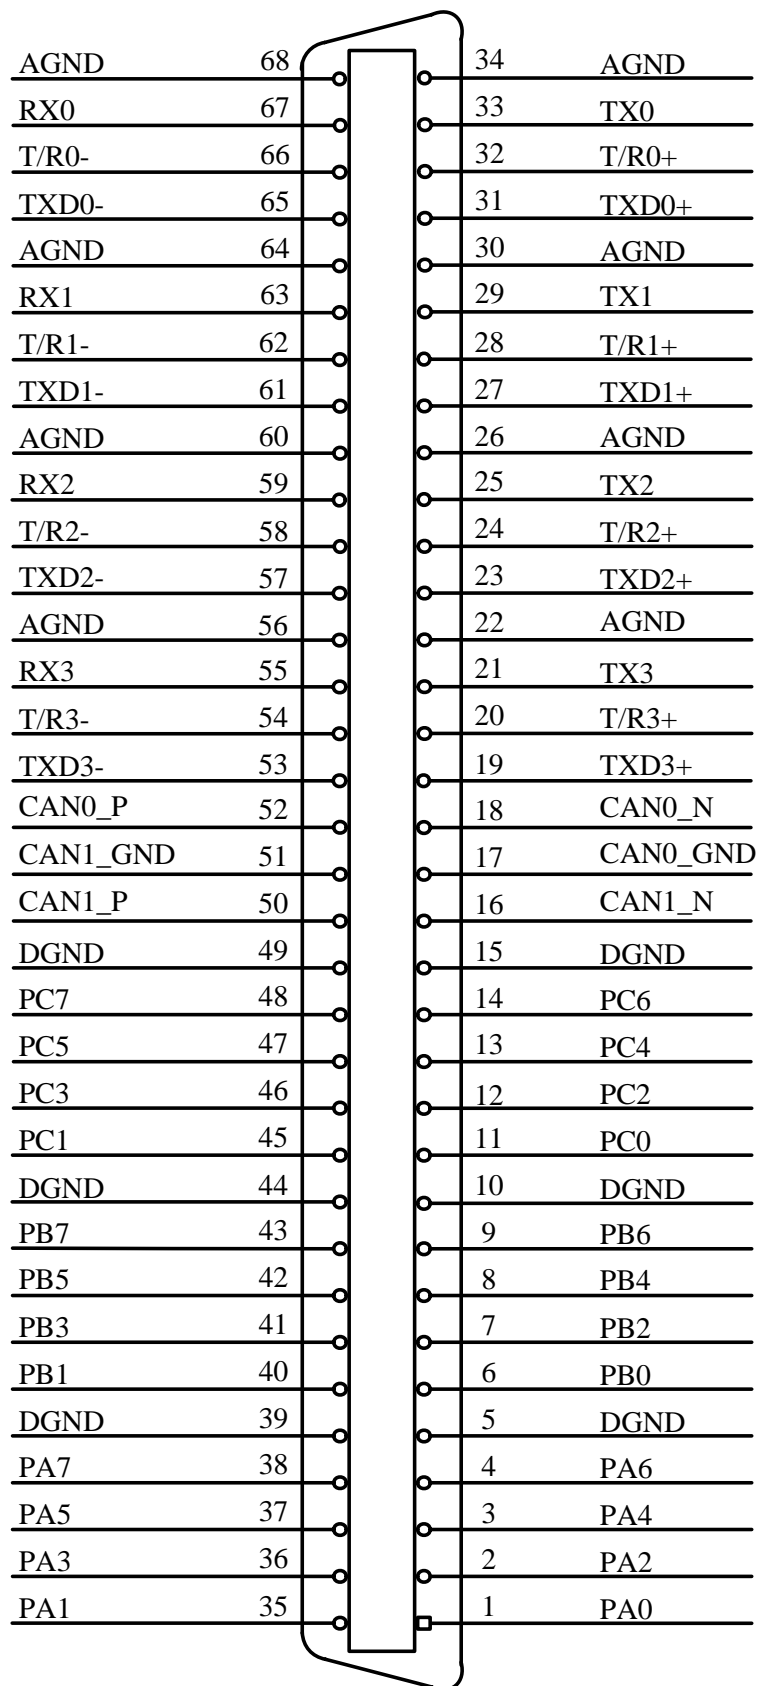 AGND 68 34 AGND
RX0 67 33 TX0
T/R0- 66 32 T/R0+
TXD0- 65 31 TXD0+
AGND 64 30 AGND
RX1 63 29 TX1
T/R1- 62 28 T/R1+
TXD1- 61 27 TXD1+
AGND 60 26 AGND
RX2 59 25 TX2
T/R2- 58 24 T/R2+
TXD2- 57 23 TXD2+
AGND 56 22 AGND
RX3 55 21 TX3
T/R3- 54 20 T/R3+
TXD3- 53 19 TXD3+
CAN0_P 52 18 CAN0_N
CAN1_GND 51 17 CAN0_GND
CAN1_P 50 16 CAN1_N
DGND 49 15 DGND
PC7 48 14 PC6
PC5 47 13 PC4
PC3 46 12 PC2
PC1 45 11 PC0
DGND 44 10 DGND
PB7 43 9 PB6
PB5 42 8 PB4
PB3 41 7 PB2
PB1 40 6 PB0
DGND 39 5 DGND
PA7 38 4 PA6
PA5 37 3 PA4
PA3 36 2 PA2
PA1 35 1 PA0